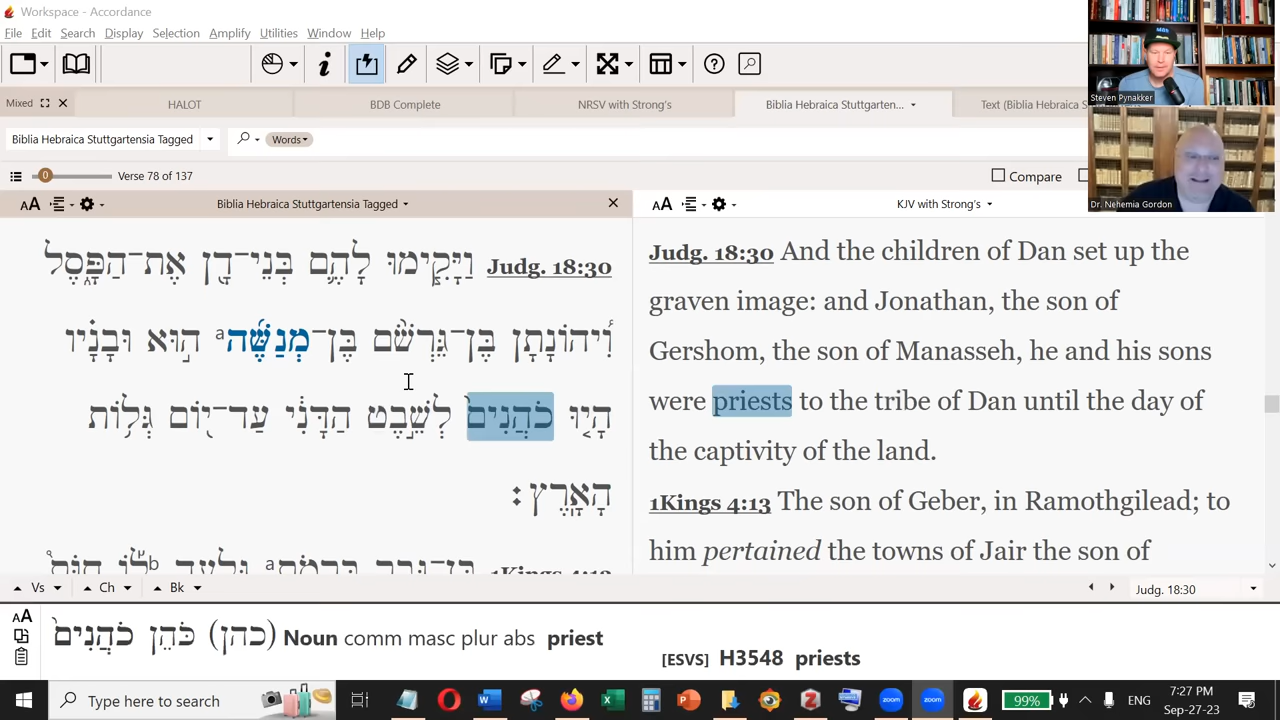 Workspace - Accordance
File Edit Search Display Selection Amplify Utilities Window Help
Mixed HALOT BDB Complete NRSV with Strong's Biblia Hebraica Stuttgarten... Text (Biblia Hebraica
Steven Pynakker
Biblia Hebraica Stuttgartensia Tagged Words
Verse 78 of 137 Compare
Dr. Nehemia Gordon
Biblia Hebraica Stuttgartensia Tagged
Judg. 18:30 וַיָּקִ֧ימוּ לָהֶ֛ם בְּנֵי־דָ֖ן אֶת־הַפָּ֑סֶל
וִ֠יהוֹנָתָן בֶּן־גֵּרְשֹׁ֨ם בֶּן־מְנַשֶּׁ֜ה a ה֣וּא וּבָנָ֗יו
הָי֤וּ כֹהֲנִים֙ לְשֵׁ֣בֶט הַדָּנִ֔י עַד־י֖וֹם גְּל֥וֹת
הָאָֽרֶץ׃
1Kings 4:13 בֶּן־גֶּ֖בֶר בְּרָמֹ֣ת a גִּלְעָ֑ד ל֡וֹ b חַוֺּת֩
KJV with Strong's
Judg. 18:30 And the children of Dan set up the
graven image: and Jonathan, the son of
Gershom, the son of Manasseh, he and his sons
were priests to the tribe of Dan until the day of
the captivity of the land.
1Kings 4:13 The son of Geber, in Ramothgilead; to
him pertained the towns of Jair the son of
Vs Ch Bk Judg. 18:30
כֹהֲנִים֙ כֹּהֵן (כהן) Noun comm masc plur abs priest
[ESVS] H3548 priests
Type here to search 99% ENG 7:27 PM
Sep-27-23